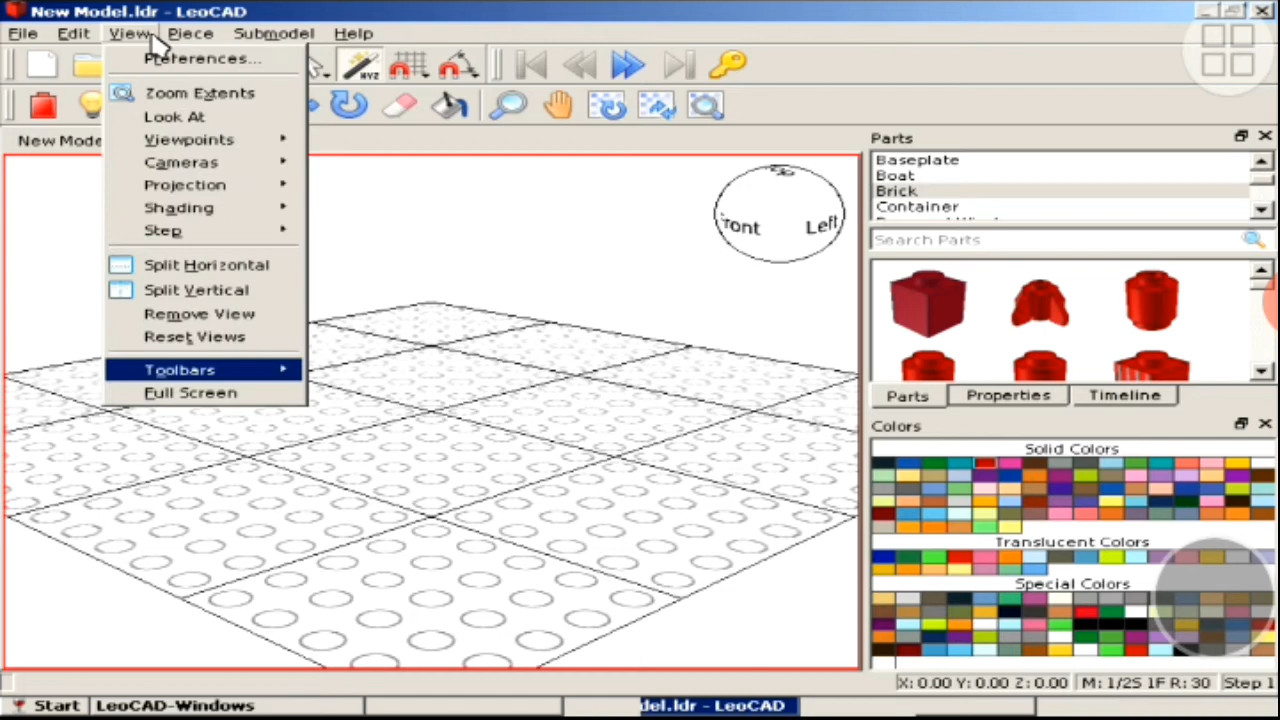 New Model.ldr - LeoCAD
File Edit View Piece Submodel Help
Preferences...
Zoom Extents
Look At
Viewpoints
Cameras
Projection
Shading
Step
Split Horizontal
Split Vertical
Remove View
Reset Views
Toolbars
Full Screen
XYZ
New Mode
ront Left
Parts
Baseplate
Boat
Brick
Container
Search Parts
Parts Properties Timeline
Colors
Solid Colors
Translucent Colors
Special Colors
X: 0.00 Y: 0.00 Z: 0.00 M: 1/2S 1F R: 30 Step 1
Start LeoCAD-Windows del.ldr - LeoCAD